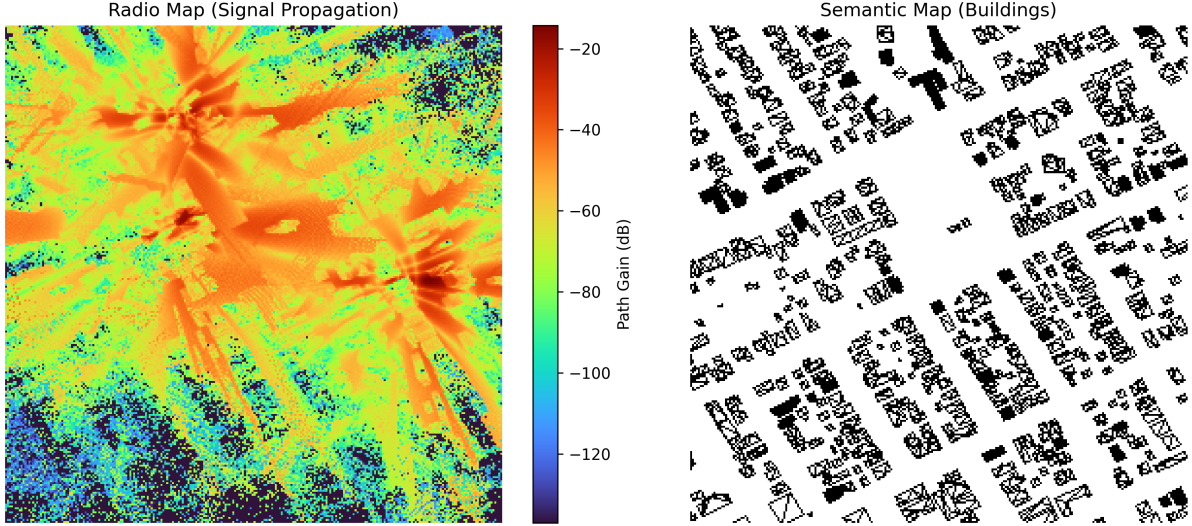 Radio Map (Signal Propagation)
Semantic Map (Buildings)
−20
−40
−60
−80
−100
−120
Path Gain (dB)